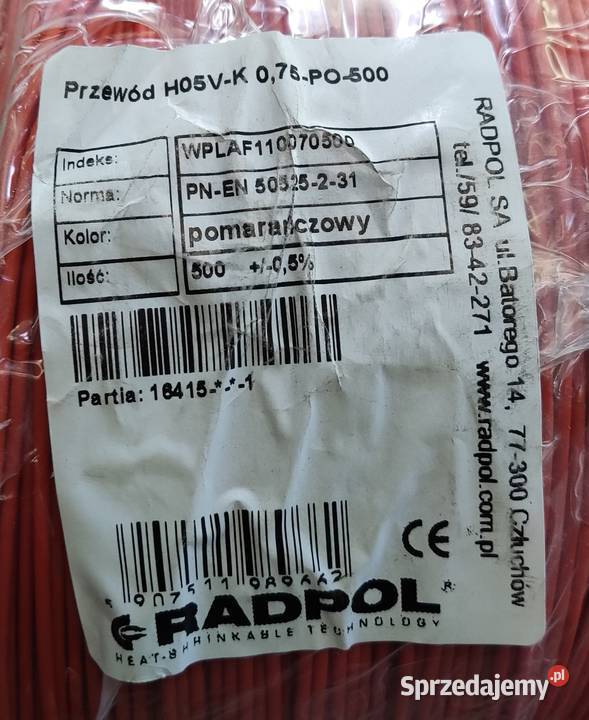 Przewód H05V-K 0,75-PO-500
Indeks: WPLAF110070500
Norma: PN-EN 50525-2-31
Kolor: pomarańczowy
Ilość: 500 +/-0,5%
Partia: 16415-*-*-1
CE
5907511989442
RADPOL
HEAT-SHRINKABLE TECHNOLOGY
RADPOL SA ul.Batorego 14, 77-300 Człuchów
tel./59/ 83-42-271 www.radpol.com.pl
Sprzedajemy.pl